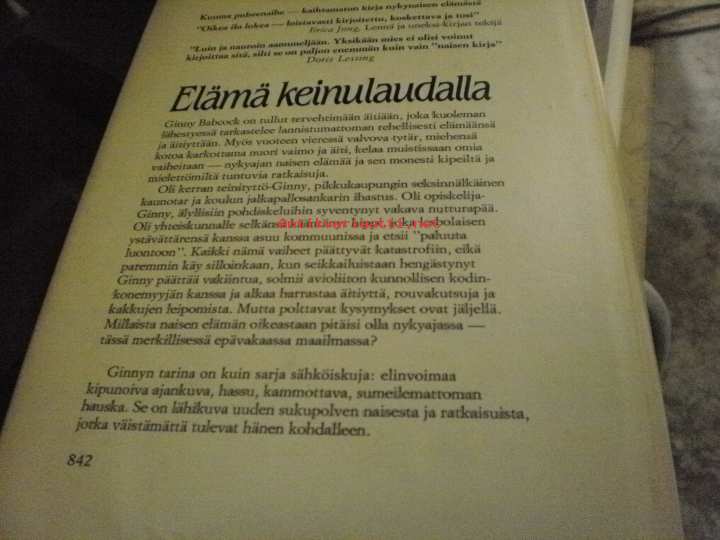 Kuuma puheenaihe — kaihtamaton kirja nykynaisen elämästä
"Oikea ilo lukea — loistavasti kirjoitettu, koskettava ja tosi"
Erica Jong, Lennä ja uneksi-kirjan tekijä
"Luin ja nauroin aamuneljään. Yksikään mies ei olisi voinut
kirjoittaa sitä, silti se on paljon enemmän kuin vain "naisen kirja"
Doris Lessing
Elämä keinulaudalla
Ginny Babcock on tullut tervehtimään äitiään, joka kuoleman
lähestyessä tarkastelee lannistumattoman rehellisesti elämäänsä
ja äitiyttään. Myös vuoteen vieressä valvova tytär, miehensä
kotoa karkottama nuori vaimo ja äiti, kelaa muistissaan omia
vaiheitaan — nykyajan naisen elämää ja sen monesti kipeiltä ja
mielettömiltä tuntuvia ratkaisuja.
Oli kerran teinityttö-Ginny, pikkukaupungin seksinnälkäinen
kaunotar ja koulun jalkapallosankarin ihastus. Oli opiskelija-
Ginny, älyllisiin pohdiskeluihin syventynyt vakava nutturapää.
Oli yhteiskunnalle selkänsä kääntänyt hippi, joka lesbolaisen
ystävättärensä kanssa asuu kommuunissa ja etsii "paluuta
luontoon". Kaikki nämä vaiheet päättyvät katastrofiin, eikä
paremmin käy silloinkaan, kun seikkailuistaan hengästynyt
Ginny päättää vakiintua, solmii avioliiton kunnollisen kodin-
konemyyjän kanssa ja alkaa harrastaa äitiyttä, rouvakutsuja ja
kakkujen leipomista. Mutta polttavat kysymykset ovat jäljellä.
Millaista naisen elämän oikeastaan pitäisi olla nykyajassa —
tässä merkillisessä epävakaassa maailmassa?
Ginnyn tarina on kuin sarja sähköiskuja: elinvoimaa
kipunoiva ajankuva, hassu, kammottava, sumeilemattoman
hauska. Se on lähikuva uuden sukupolven naisesta ja ratkaisuista,
jotka väistämättä tulevat hänen kohdalleen.
842